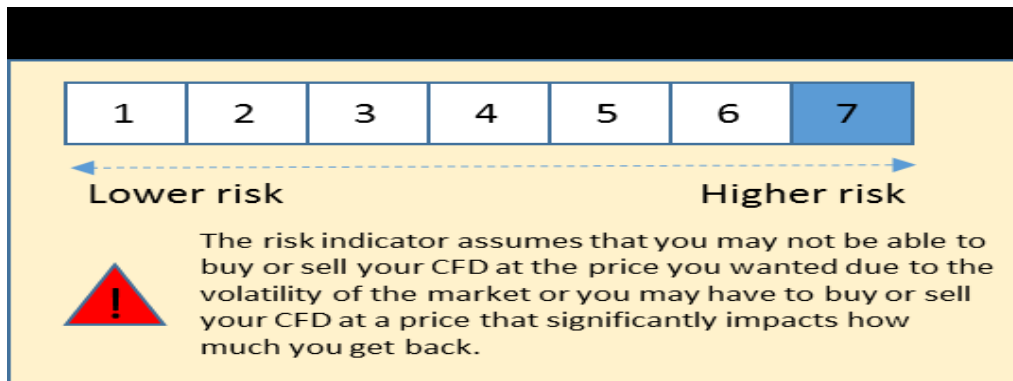 1 2 3 4 5 6 7
Lower risk Higher risk
The risk indicator assumes that you may not be able to
buy or sell your CFD at the price you wanted due to the
! volatility of the market or you may have to buy or sell
your CFD at a price that significantly impacts how
much you get back.